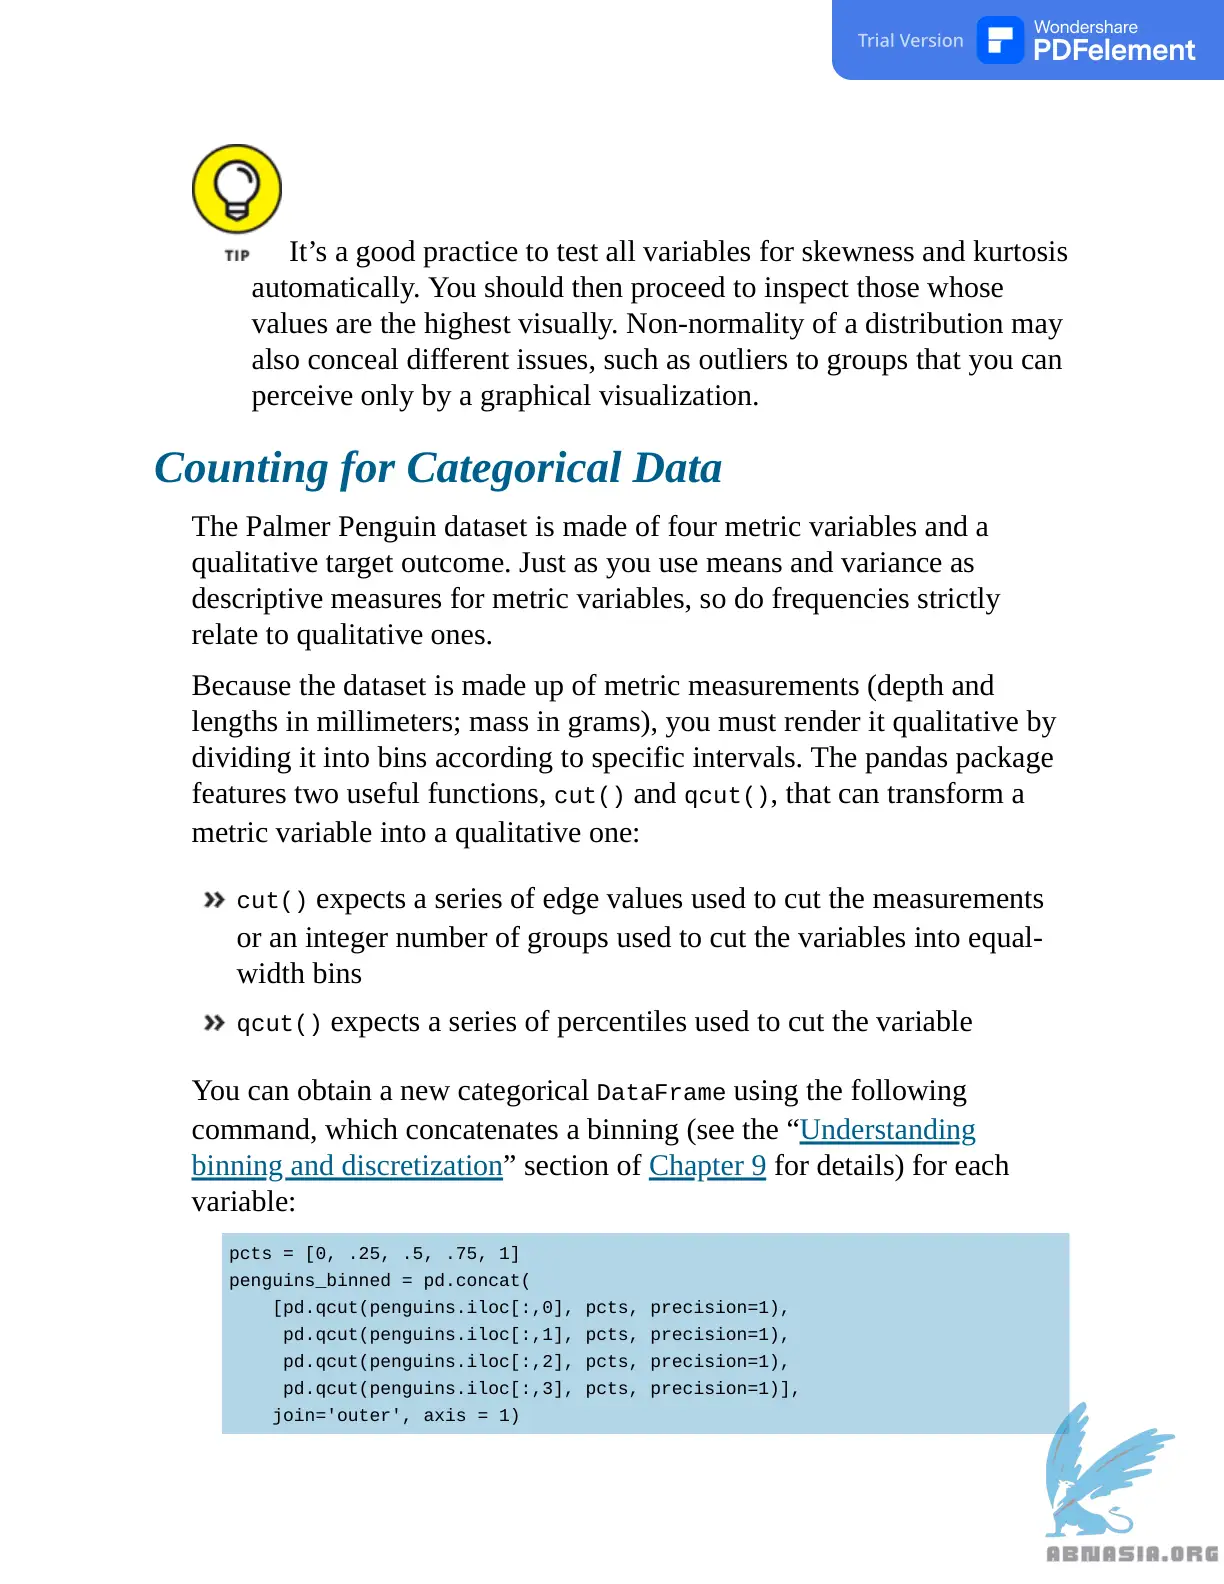 Trial Version
Wondershare
PDFelement
TIP It’s a good practice to test all variables for skewness and kurtosis
automatically. You should then proceed to inspect those whose
values are the highest visually. Non-normality of a distribution may
also conceal different issues, such as outliers to groups that you can
perceive only by a graphical visualization.
Counting for Categorical Data
The Palmer Penguin dataset is made of four metric variables and a
qualitative target outcome. Just as you use means and variance as
descriptive measures for metric variables, so do frequencies strictly
relate to qualitative ones.
Because the dataset is made up of metric measurements (depth and
lengths in millimeters; mass in grams), you must render it qualitative by
dividing it into bins according to specific intervals. The pandas package
features two useful functions, cut() and qcut(), that can transform a
metric variable into a qualitative one:
» cut() expects a series of edge values used to cut the measurements
or an integer number of groups used to cut the variables into equal-
width bins
» qcut() expects a series of percentiles used to cut the variable
You can obtain a new categorical DataFrame using the following
command, which concatenates a binning (see the “Understanding
binning and discretization” section of Chapter 9 for details) for each
variable:
pcts = [0, .25, .5, .75, 1]
penguins_binned = pd.concat(
    [pd.qcut(penguins.iloc[:,0], pcts, precision=1),
     pd.qcut(penguins.iloc[:,1], pcts, precision=1),
     pd.qcut(penguins.iloc[:,2], pcts, precision=1),
     pd.qcut(penguins.iloc[:,3], pcts, precision=1)],
    join='outer', axis = 1)
ABNASIA.ORG